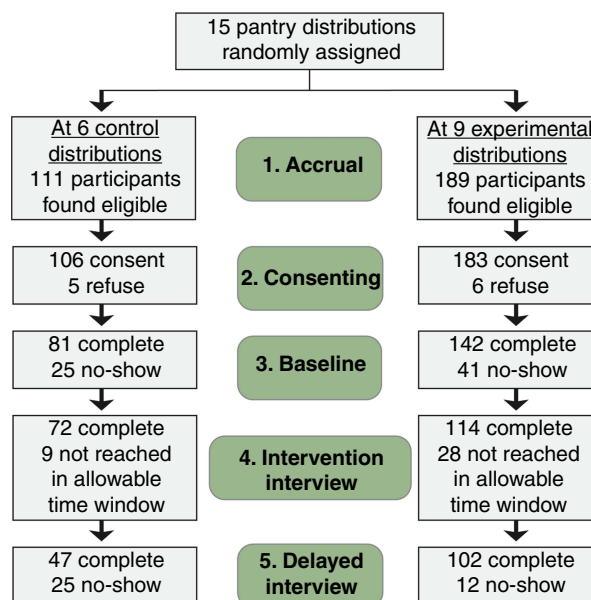 15 pantry distributions
randomly assigned
At 6 control
distributions
111 participants
found eligible
1. Accrual
At 9 experimental
distributions
189 participants
found eligible
106 consent
5 refuse
2. Consenting
183 consent
6 refuse
81 complete
25 no-show
3. Baseline
142 complete
41 no-show
72 complete
9 not reached
in allowable
time window
4. Intervention
interview
114 complete
28 not reached
in allowable
time window
47 complete
25 no-show
5. Delayed
interview
102 complete
12 no-show